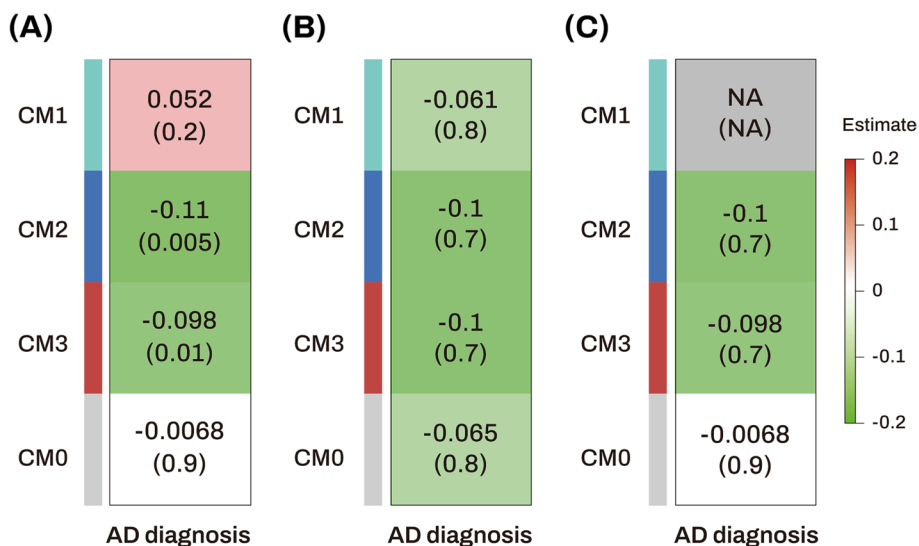 (A)
CM1
0.052
(0.2)
CM2
-0.11
(0.005)
CM3
-0.098
(0.01)
CM0
-0.0068
(0.9)
AD diagnosis
(B)
CM1
-0.061
(0.8)
CM2
-0.1
(0.7)
CM3
-0.1
(0.7)
CM0
-0.065
(0.8)
AD diagnosis
(C)
CM1
NA
(NA)
CM2
-0.1
(0.7)
CM3
-0.098
(0.7)
CM0
-0.0068
(0.9)
AD diagnosis
Estimate
0.2
0.1
0
-0.1
-0.2